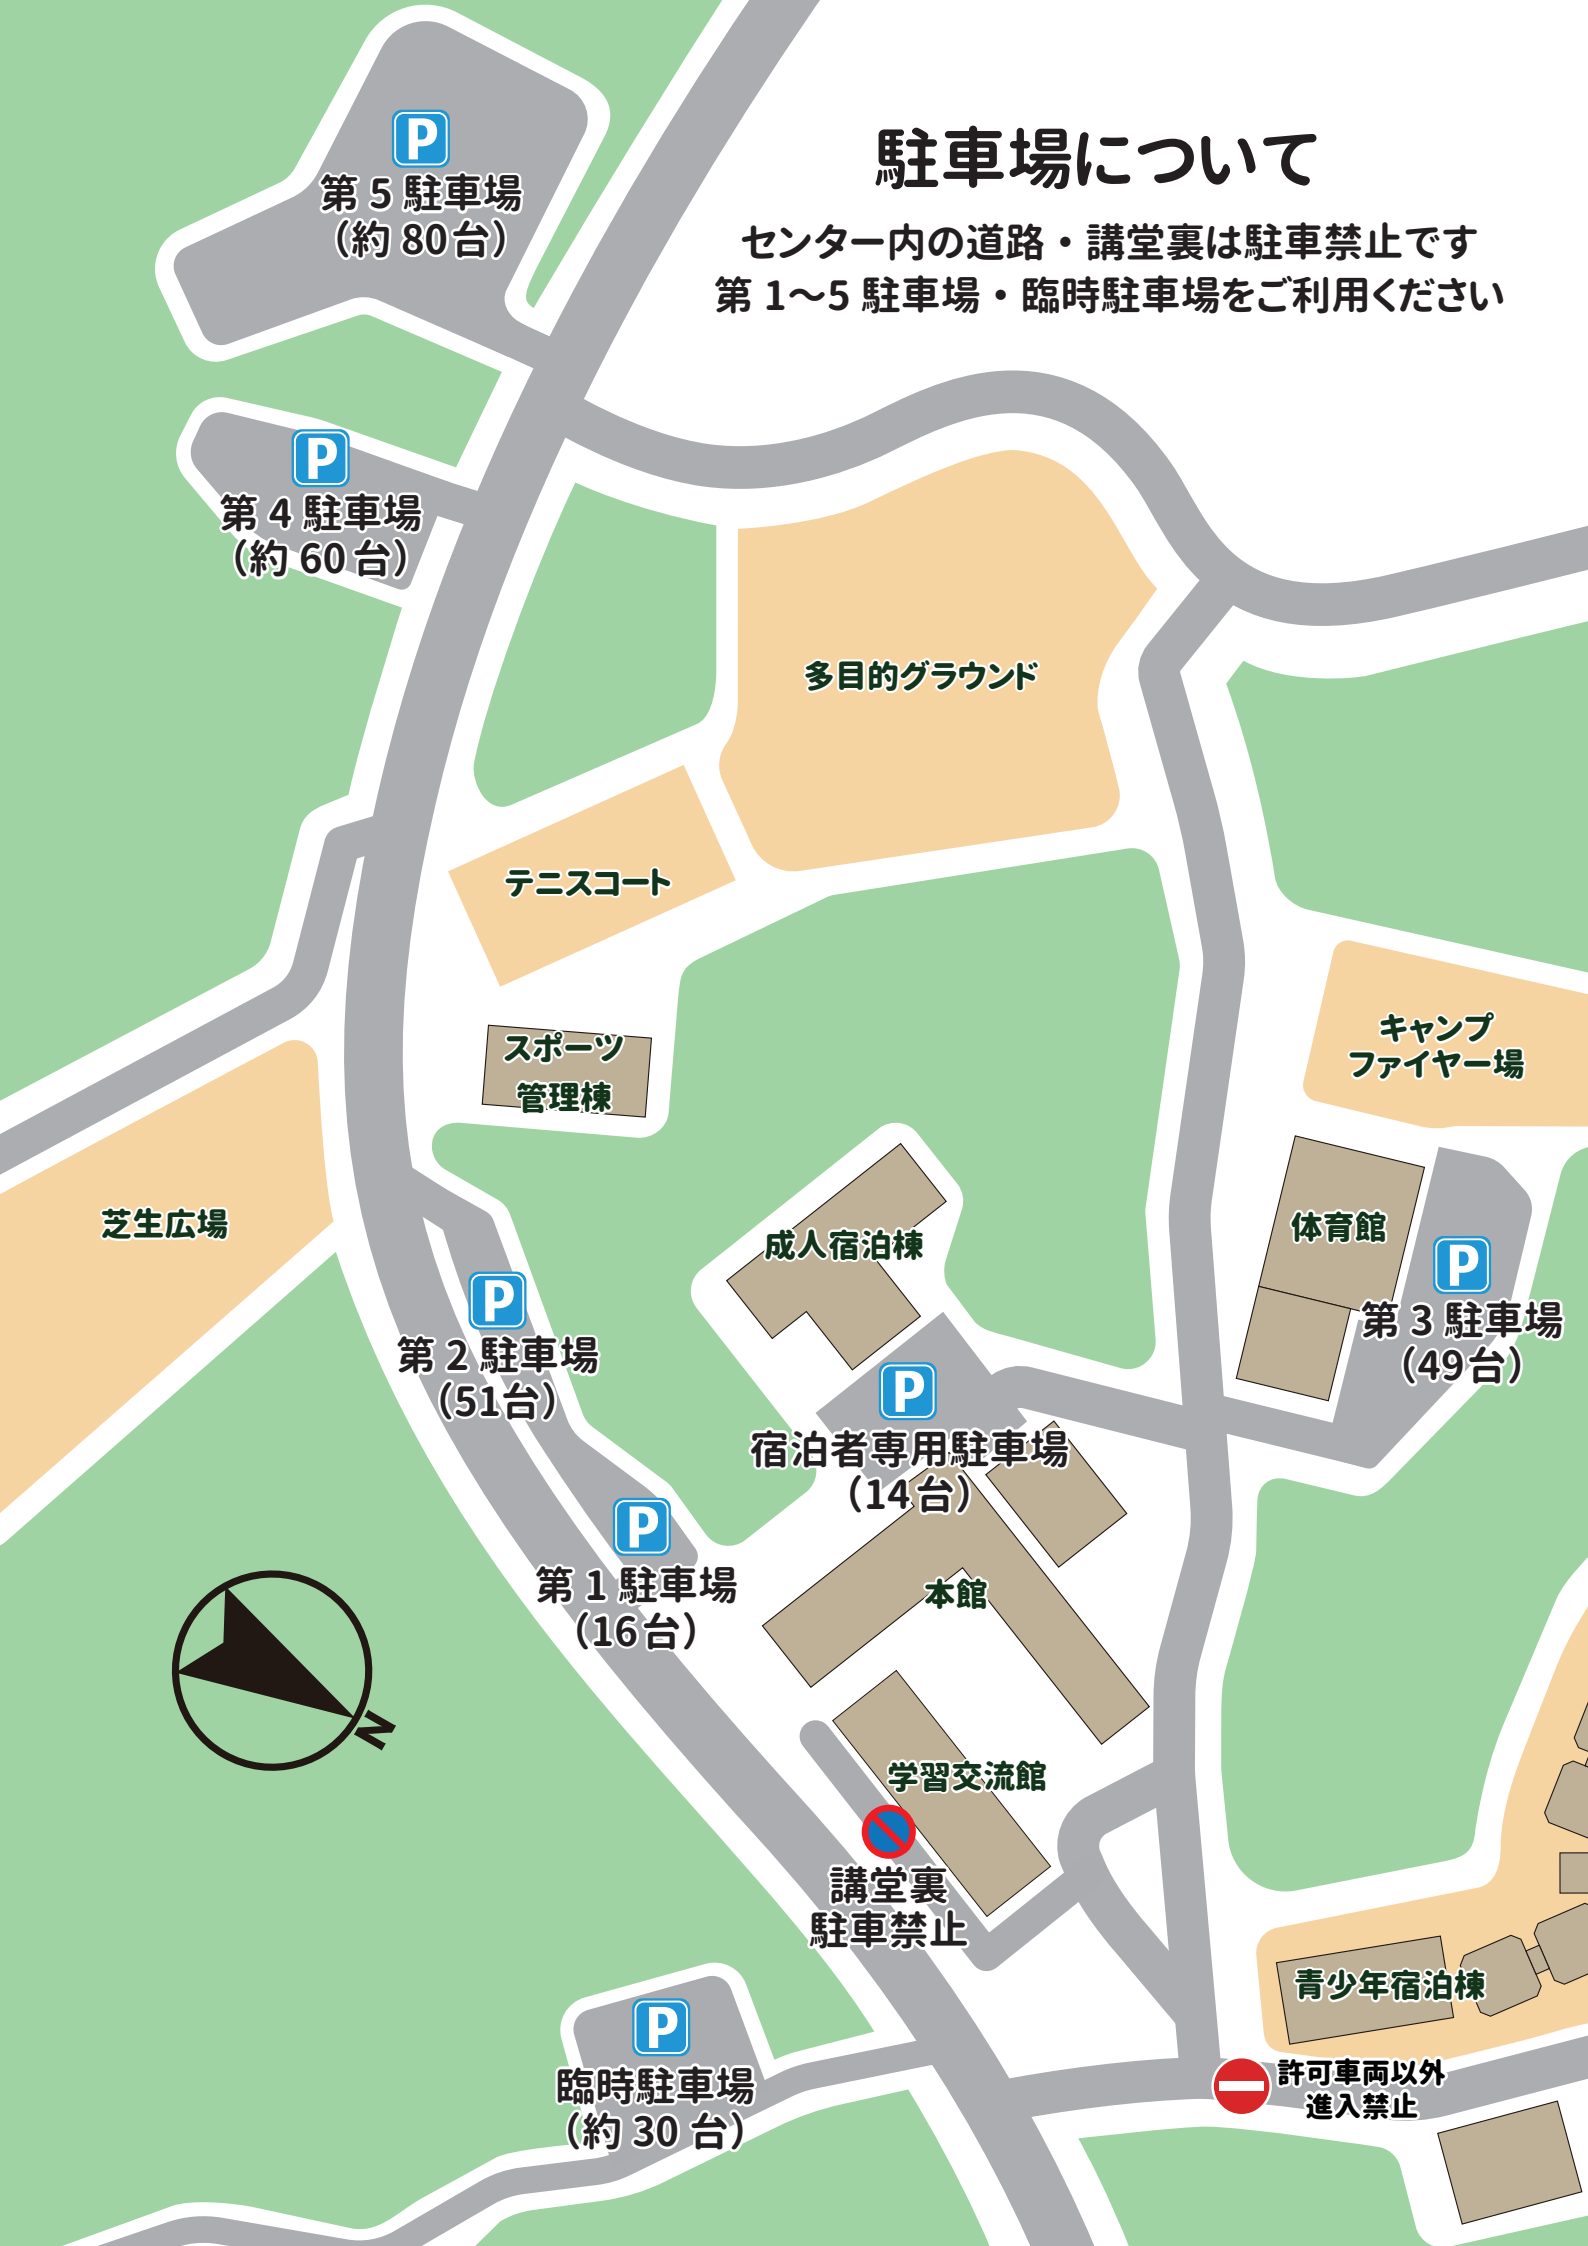 駐車場について
センター内の道路・講堂裏は駐車禁止です
第1～5駐車場・臨時駐車場をご利用ください
P
第5駐車場
（約80台）
P
第4駐車場
（約60台）
多目的グラウンド
テニスコート
スポーツ
管理棟
キャンプ
ファイヤー場
芝生広場
成人宿泊棟
体育館
P
第3駐車場
（49台）
P
第2駐車場
（51台）
P
宿泊者専用駐車場
（14台）
P
第1駐車場
（16台）
本館
N
学習交流館
講堂裏
駐車禁止
青少年宿泊棟
P
臨時駐車場
（約30台）
許可車両以外
進入禁止